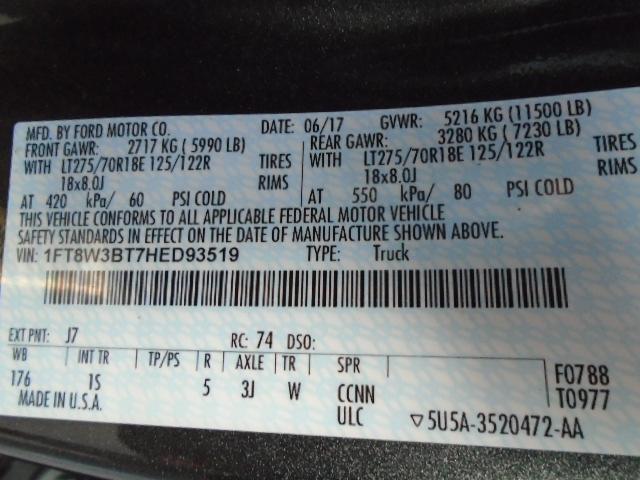 MFD. BY FORD MOTOR CO. DATE: 06/17 GVWR: 5216 KG (11500 LB)
FRONT GAWR: 2717 KG ( 5990 LB) REAR GAWR: 3280 KG ( 7230 LB)
WITH LT275/70R18E 125/122R TIRES WITH LT275/70R18E 125/122R TIRES
18x8.0J RIMS 18x8.0J RIMS
AT 420 kPa/ 60 PSI COLD AT 550 kPa/ 80 PSI COLD
THIS VEHICLE CONFORMS TO ALL APPLICABLE FEDERAL MOTOR VEHICLE
SAFETY STANDARDS IN EFFECT ON THE DATE OF MANUFACTURE SHOWN ABOVE.
VIN: 1FT8W3BT7HED93519 TYPE: Truck
EXT PNT: J7 RC: 74 DSO:
WB INT TR TP/PS R AXLE TR SPR F0788
176 1S 5 3J W CCNN T0977
MADE IN U.S.A. ULC ▽5U5A-3520472-AA